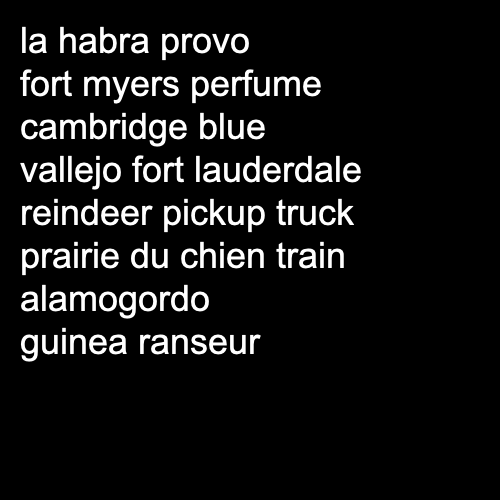 la habra provo
fort myers perfume
cambridge blue
vallejo fort lauderdale
reindeer pickup truck
prairie du chien train
alamogordo
guinea ranseur